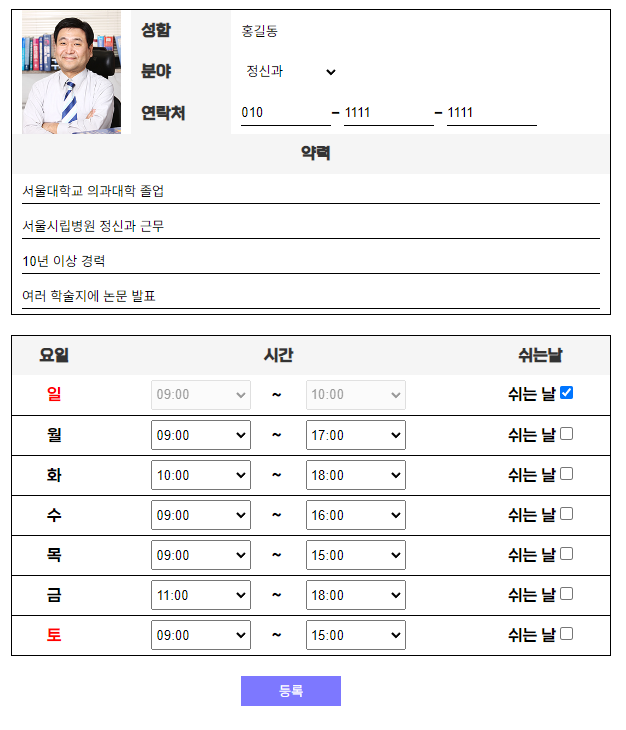 성함 홍길동
분야 정신과
연락처 010 - 1111 - 1111
약력
서울대학교 의과대학 졸업
서울시립병원 정신과 근무
10년 이상 경력
여러 학술지에 논문 발표
요일 시간 쉬는날
일 09:00 ~ 10:00 쉬는 날
월 09:00 ~ 17:00 쉬는 날
화 10:00 ~ 18:00 쉬는 날
수 09:00 ~ 16:00 쉬는 날
목 09:00 ~ 15:00 쉬는 날
금 11:00 ~ 18:00 쉬는 날
토 09:00 ~ 15:00 쉬는 날
등록